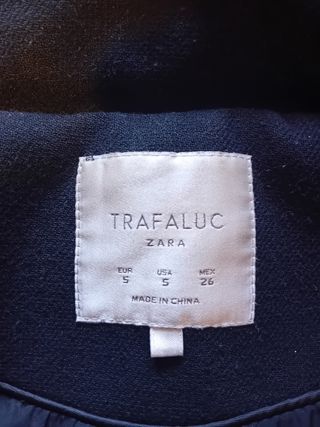 TRAFALUC
ZARA
EUR USA MEX
S S 26
MADE IN CHINA